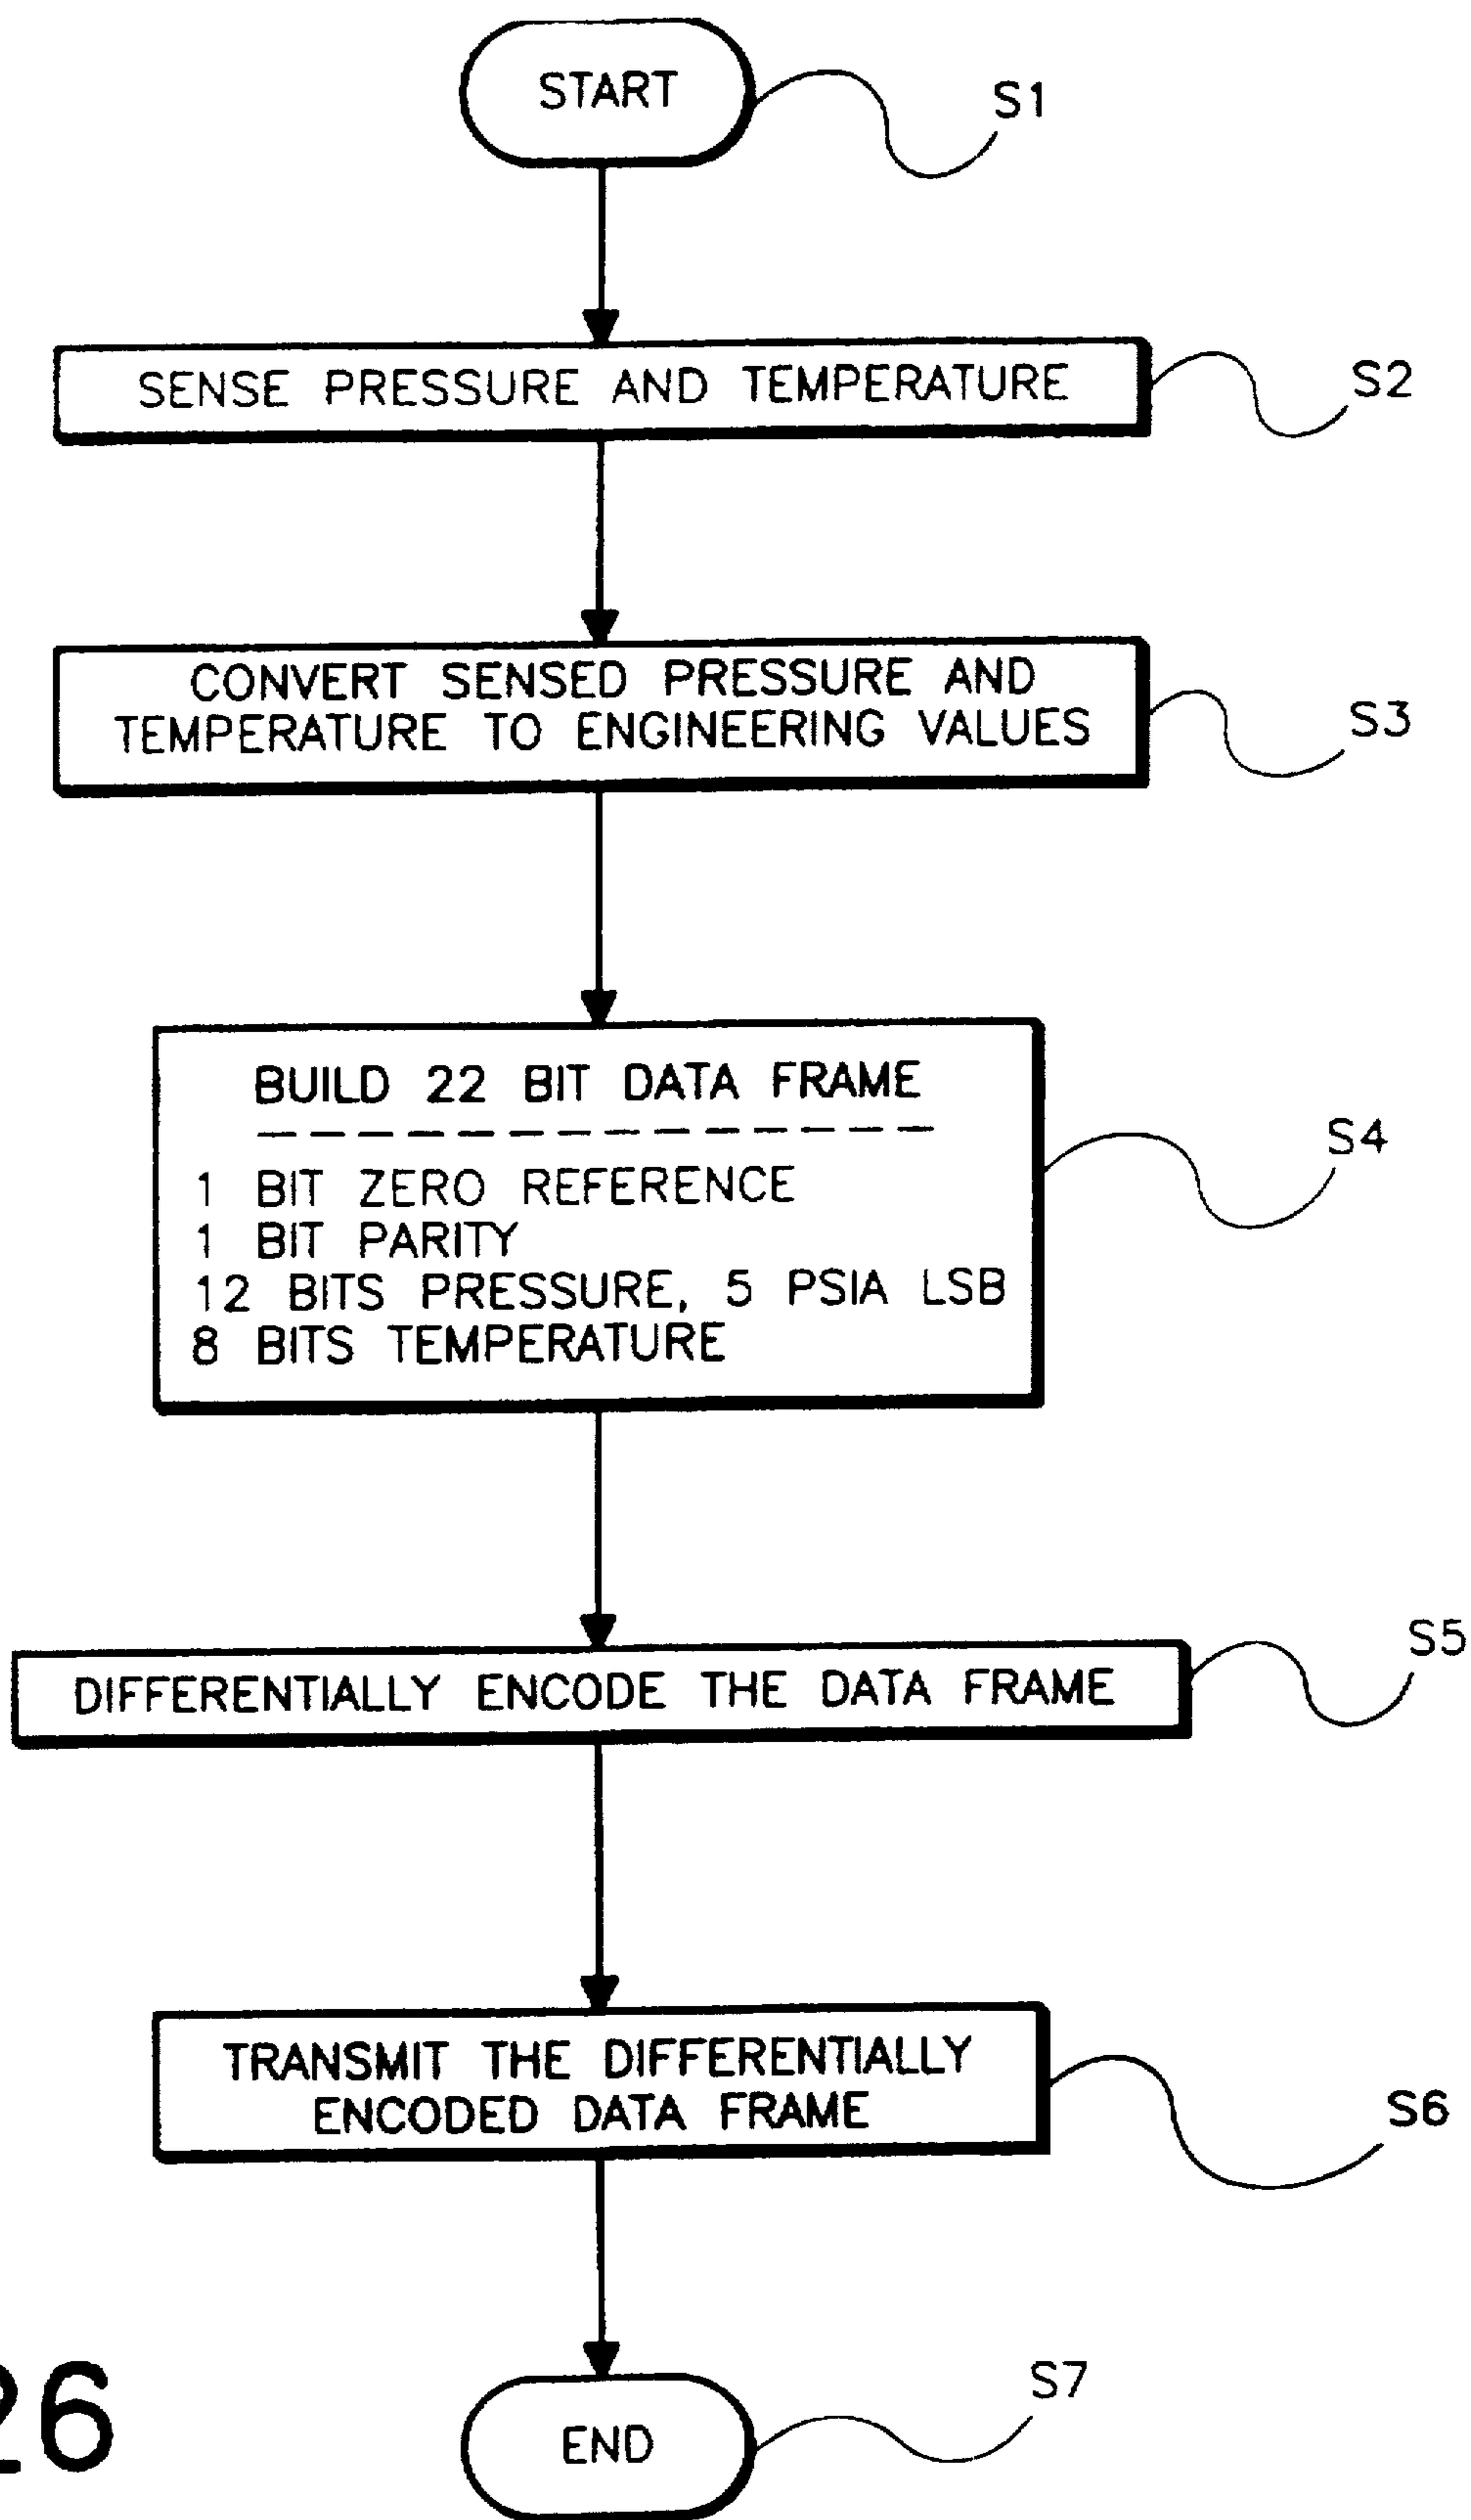 START
S1
SENSE PRESSURE AND TEMPERATURE
S2
CONVERT SENSED PRESSURE AND
TEMPERATURE TO ENGINEERING VALUES
S3
BUILD 22 BIT DATA FRAME
1 BIT ZERO REFERENCE
1 BIT PARITY
12 BITS PRESSURE, 5 PSIA LSB
8 BITS TEMPERATURE
S4
DIFFERENTIALLY ENCODE THE DATA FRAME
S5
TRANSMIT THE DIFFERENTIALLY
ENCODED DATA FRAME
S6
END
S7
26